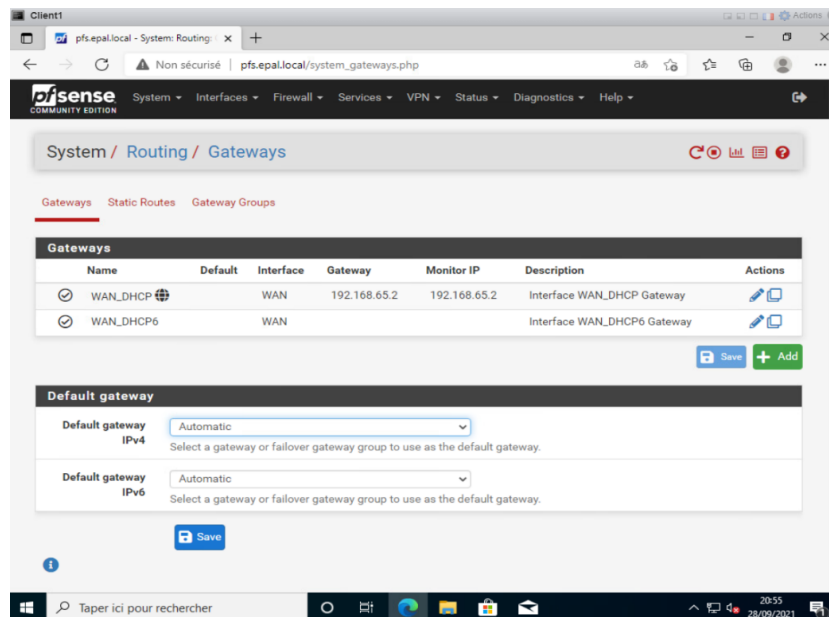 Client1
Actions
pfs.epal.local - System: Routing:
Non sécurisé | pfs.epal.local/system_gateways.php
pfsense
COMMUNITY EDITION
System Interfaces Firewall Services VPN Status Diagnostics Help
System / Routing / Gateways
Gateways Static Routes Gateway Groups
Gateways
Name Default Interface Gateway Monitor IP Description Actions
WAN_DHCP WAN 192.168.65.2 192.168.65.2 Interface WAN_DHCP Gateway
WAN_DHCP6 WAN Interface WAN_DHCP6 Gateway
Save Add
Default gateway
Default gateway IPv4 Automatic
Select a gateway or failover gateway group to use as the default gateway.
Default gateway IPv6 Automatic
Select a gateway or failover gateway group to use as the default gateway.
Save
Taper ici pour rechercher
20:55
28/09/2021